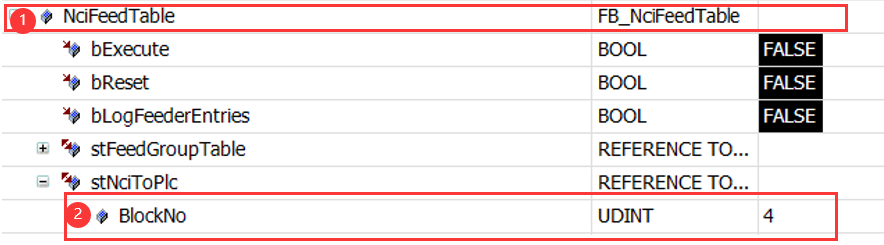 1 NciFeedTable FB_NciFeedTable
bExecute BOOL FALSE
bReset BOOL FALSE
bLogFeederEntries BOOL FALSE
stFeedGroupTable REFERENCE TO...
stNciToPlc REFERENCE TO...
2 BlockNo UDINT 4